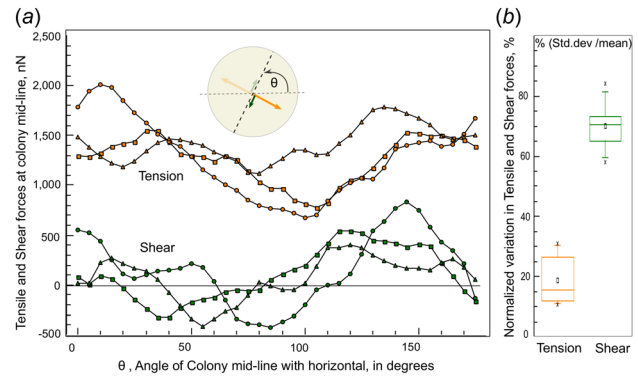 (a)
Tensile and Shear forces at colony mid-line, nN
2,500
2,000
1,500
1,000
500
0
-500
θ
Tension
Shear
0
50
100
150
θ , Angle of Colony mid-line with horizontal, in degrees
(b)
Normalized variation in Tensile and Shear forces, %
% (Std.dev /mean)
80
60
40
20
0
Tension
Shear